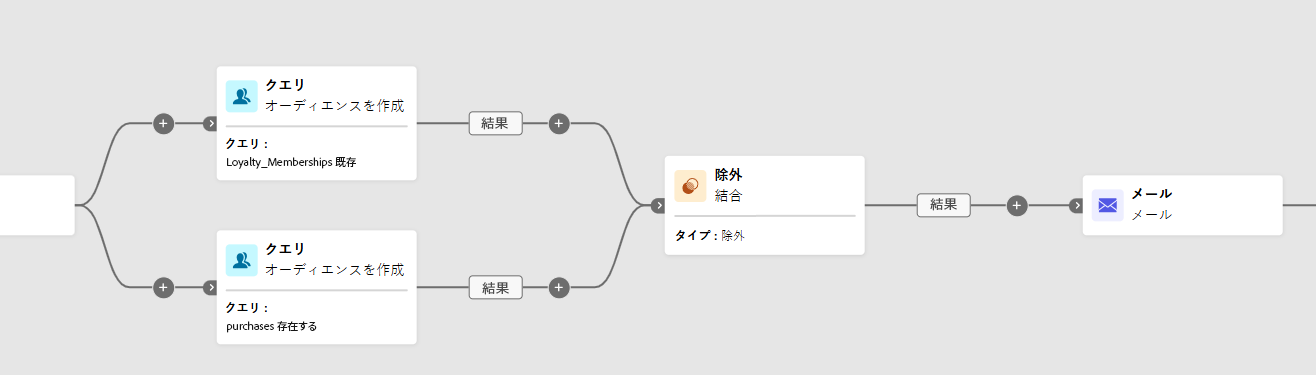 クエリ
オーディエンスを作成
クエリ：
Loyalty_Memberships 既存
結果
クエリ
オーディエンスを作成
クエリ：
purchases 存在する
結果
除外
結合
タイプ：除外
結果
メール
メール